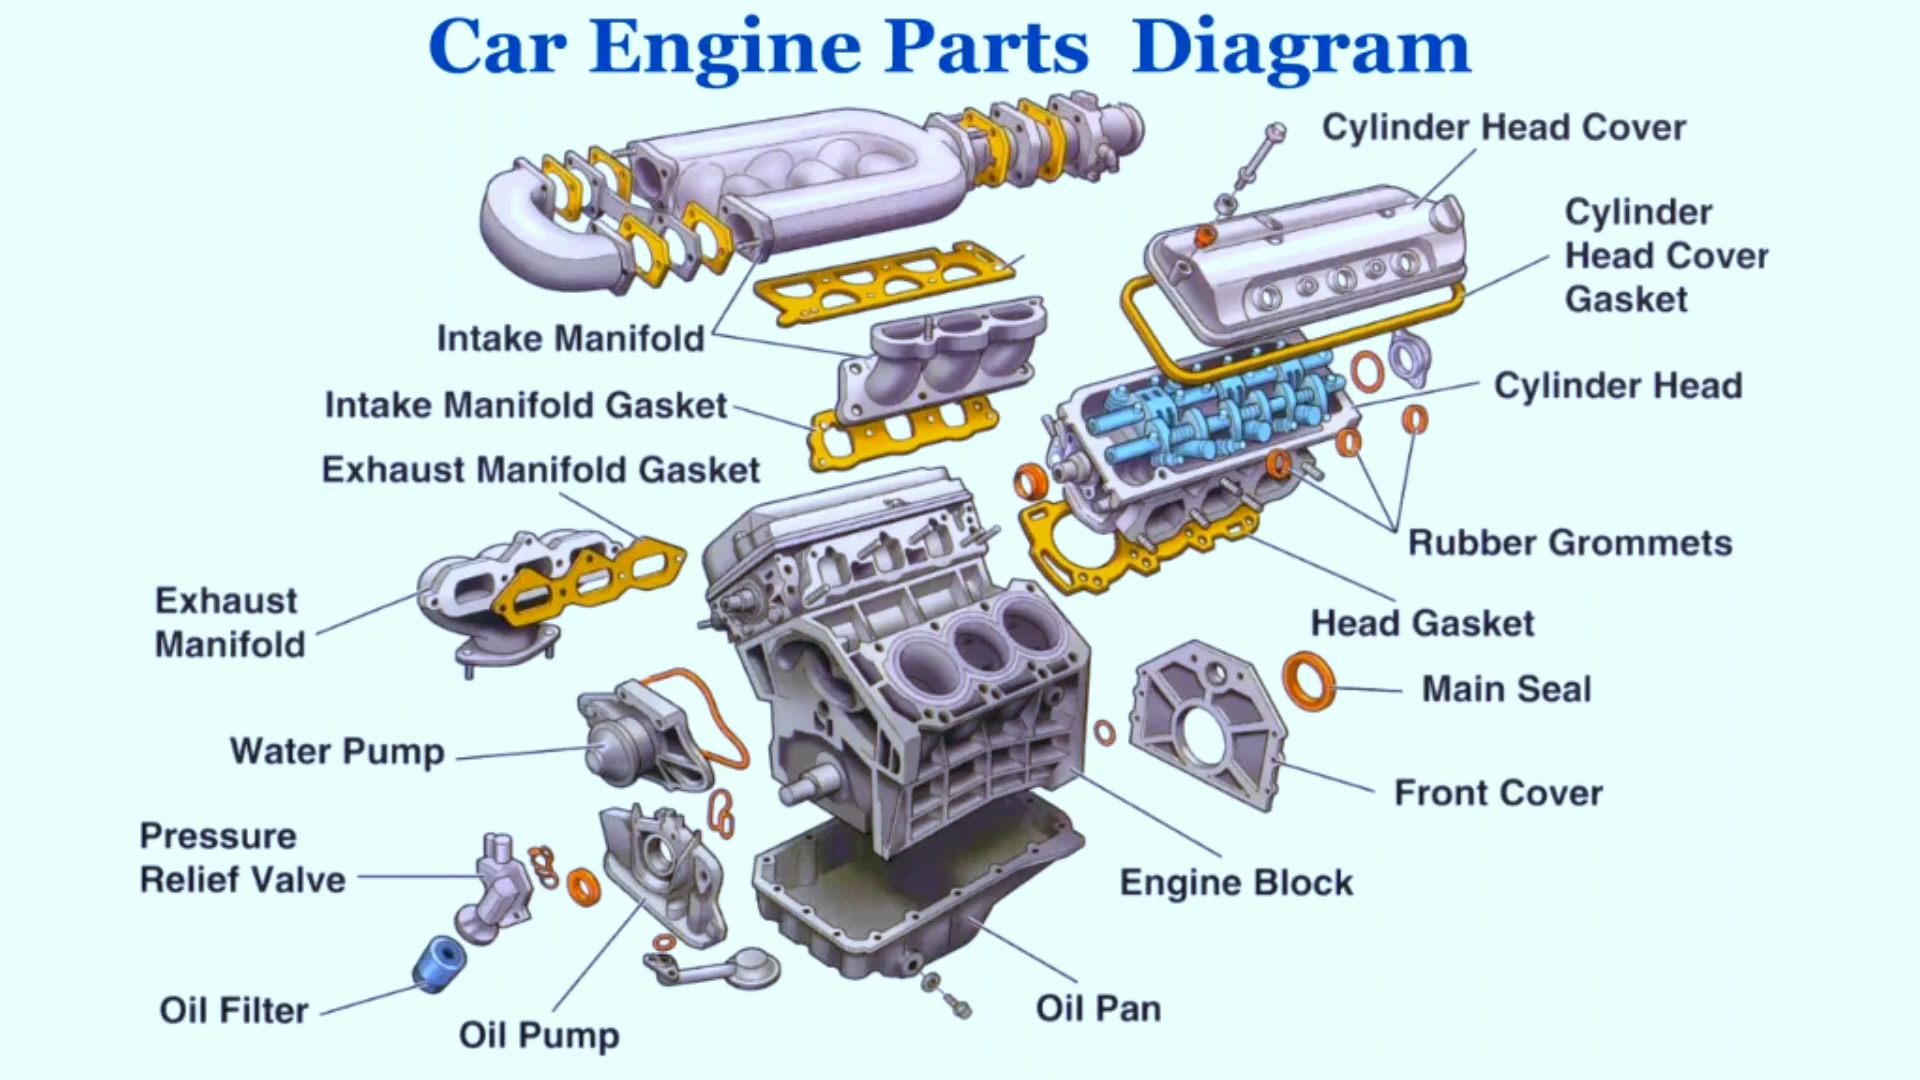 Car Engine Parts Diagram
Cylinder Head Cover
Cylinder
Head Cover
Gasket
Intake Manifold
Cylinder Head
Intake Manifold Gasket
Exhaust Manifold Gasket
Rubber Grommets
Exhaust
Manifold
Head Gasket
Main Seal
Water Pump
Front Cover
Pressure
Relief Valve
Engine Block
Oil Filter
Oil Pan
Oil Pump